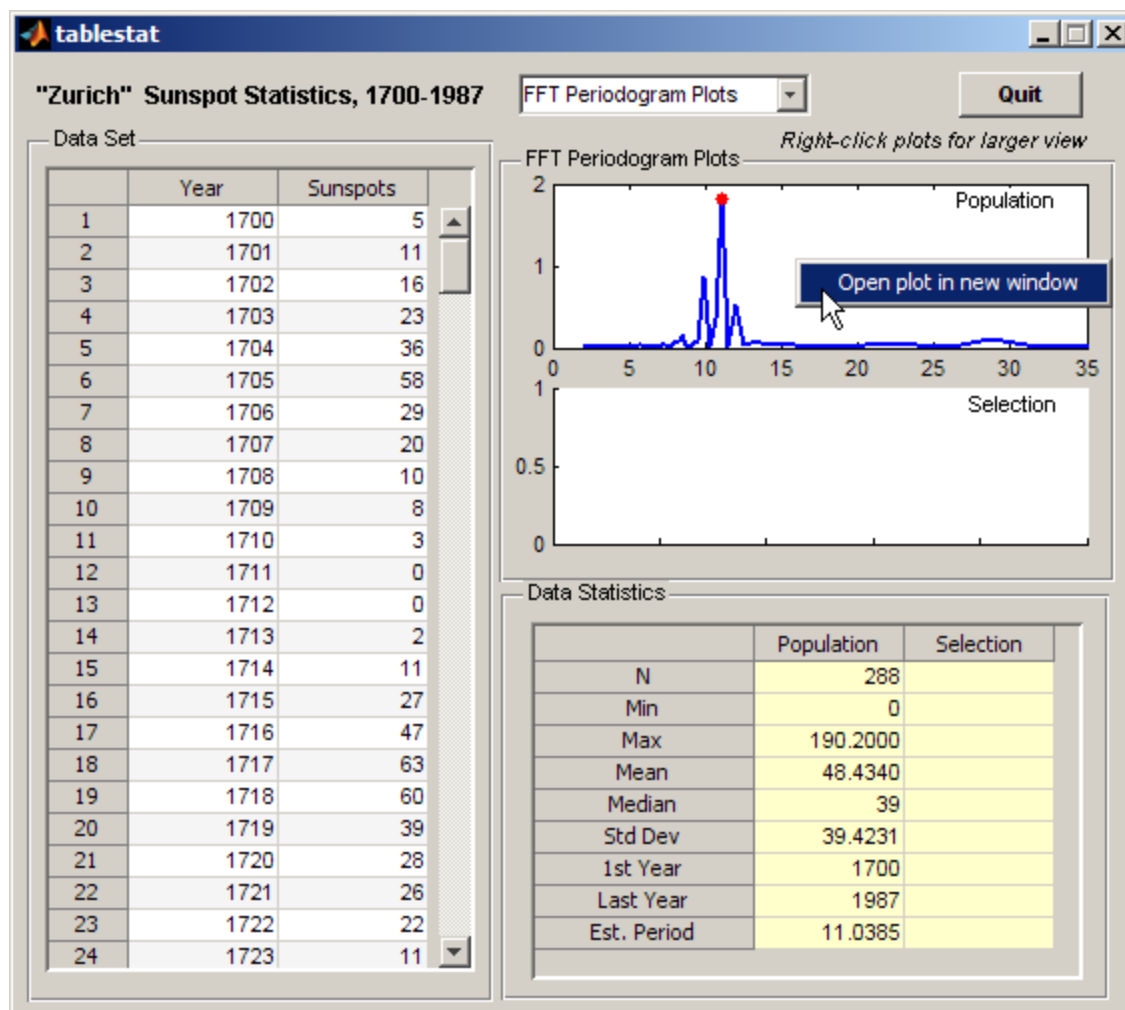 tablestat
"Zurich" Sunspot Statistics, 1700-1987
FFT Periodogram Plots
Quit
Right-click plots for larger view
Data Set
Year Sunspots
1 1700 5
2 1701 11
3 1702 16
4 1703 23
5 1704 36
6 1705 58
7 1706 29
8 1707 20
9 1708 10
10 1709 8
11 1710 3
12 1711 0
13 1712 0
14 1713 2
15 1714 11
16 1715 27
17 1716 47
18 1717 63
19 1718 60
20 1719 39
21 1720 28
22 1721 26
23 1722 22
24 1723 11
FFT Periodogram Plots
2
Population
1
Open plot in new window
0
0 5 10 15 20 25 30 35
1
Selection
0.5
0
Data Statistics
Population Selection
N 288
Min 0
Max 190.2000
Mean 48.4340
Median 39
Std Dev 39.4231
1st Year 1700
Last Year 1987
Est. Period 11.0385